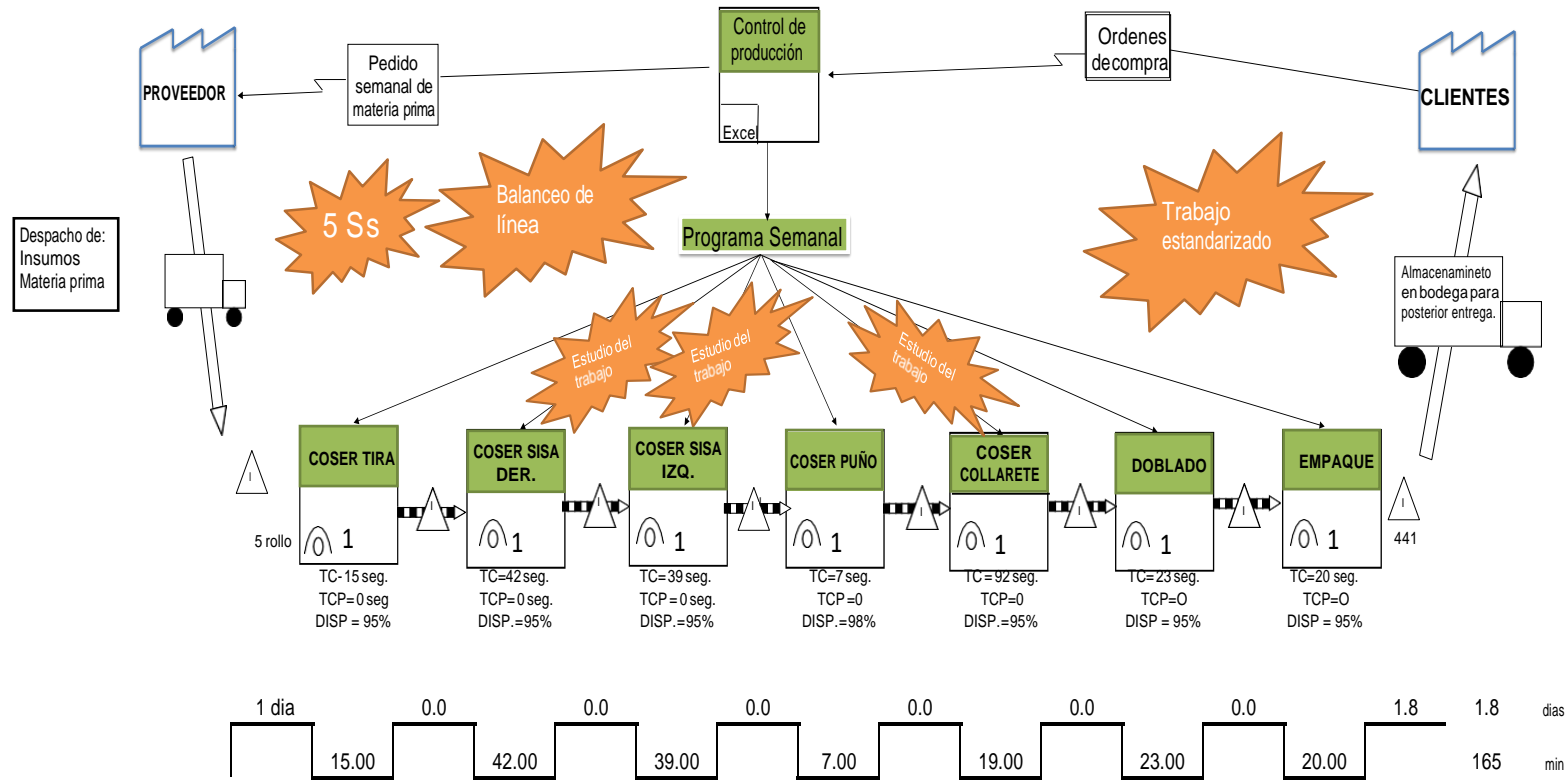 Control de
producción
Excel
Ordenes
decompra
Pedido
semanal de
materia prima
PROVEEDOR
CLIENTES
5 Ss
Balanceo de
línea
Trabajo
estandarizado
Programa Semanal
Despacho de:
Insumos
Materia prima
Almacenamineto
en bodega para
posterior entrega.
Estudio del
trabajo
Estudio del
trabajo
Estudio del
trabajo
I
5 rollo
COSER TIRA
1
TC- 15 seg.
TCP= 0 seg
DISP = 95%
I
COSER SISA
DER.
1
TC=42 seg.
TCP=0 seg.
DISP.=95%
I
COSER SISA
IZQ.
1
TC=39 seg.
TCP=0 seg.
DISP.=95%
I
COSER PUÑO
1
TC=7 seg.
TCP=0
DISP.=98%
I
COSER
COLLARETE
1
TC=92 seg.
TCP=0
DISP.=95%
I
DOBLADO
1
TC=23 seg.
TCP=O
DISP = 95%
I
EMPAQUE
1
TC=20 seg.
TCP=O
DISP = 95%
I
441
1 dia 0.0 0.0 0.0 0.0 0.0 0.0 1.8 1.8 dias
15.00 42.00 39.00 7.00 19.00 23.00 20.00 165 min